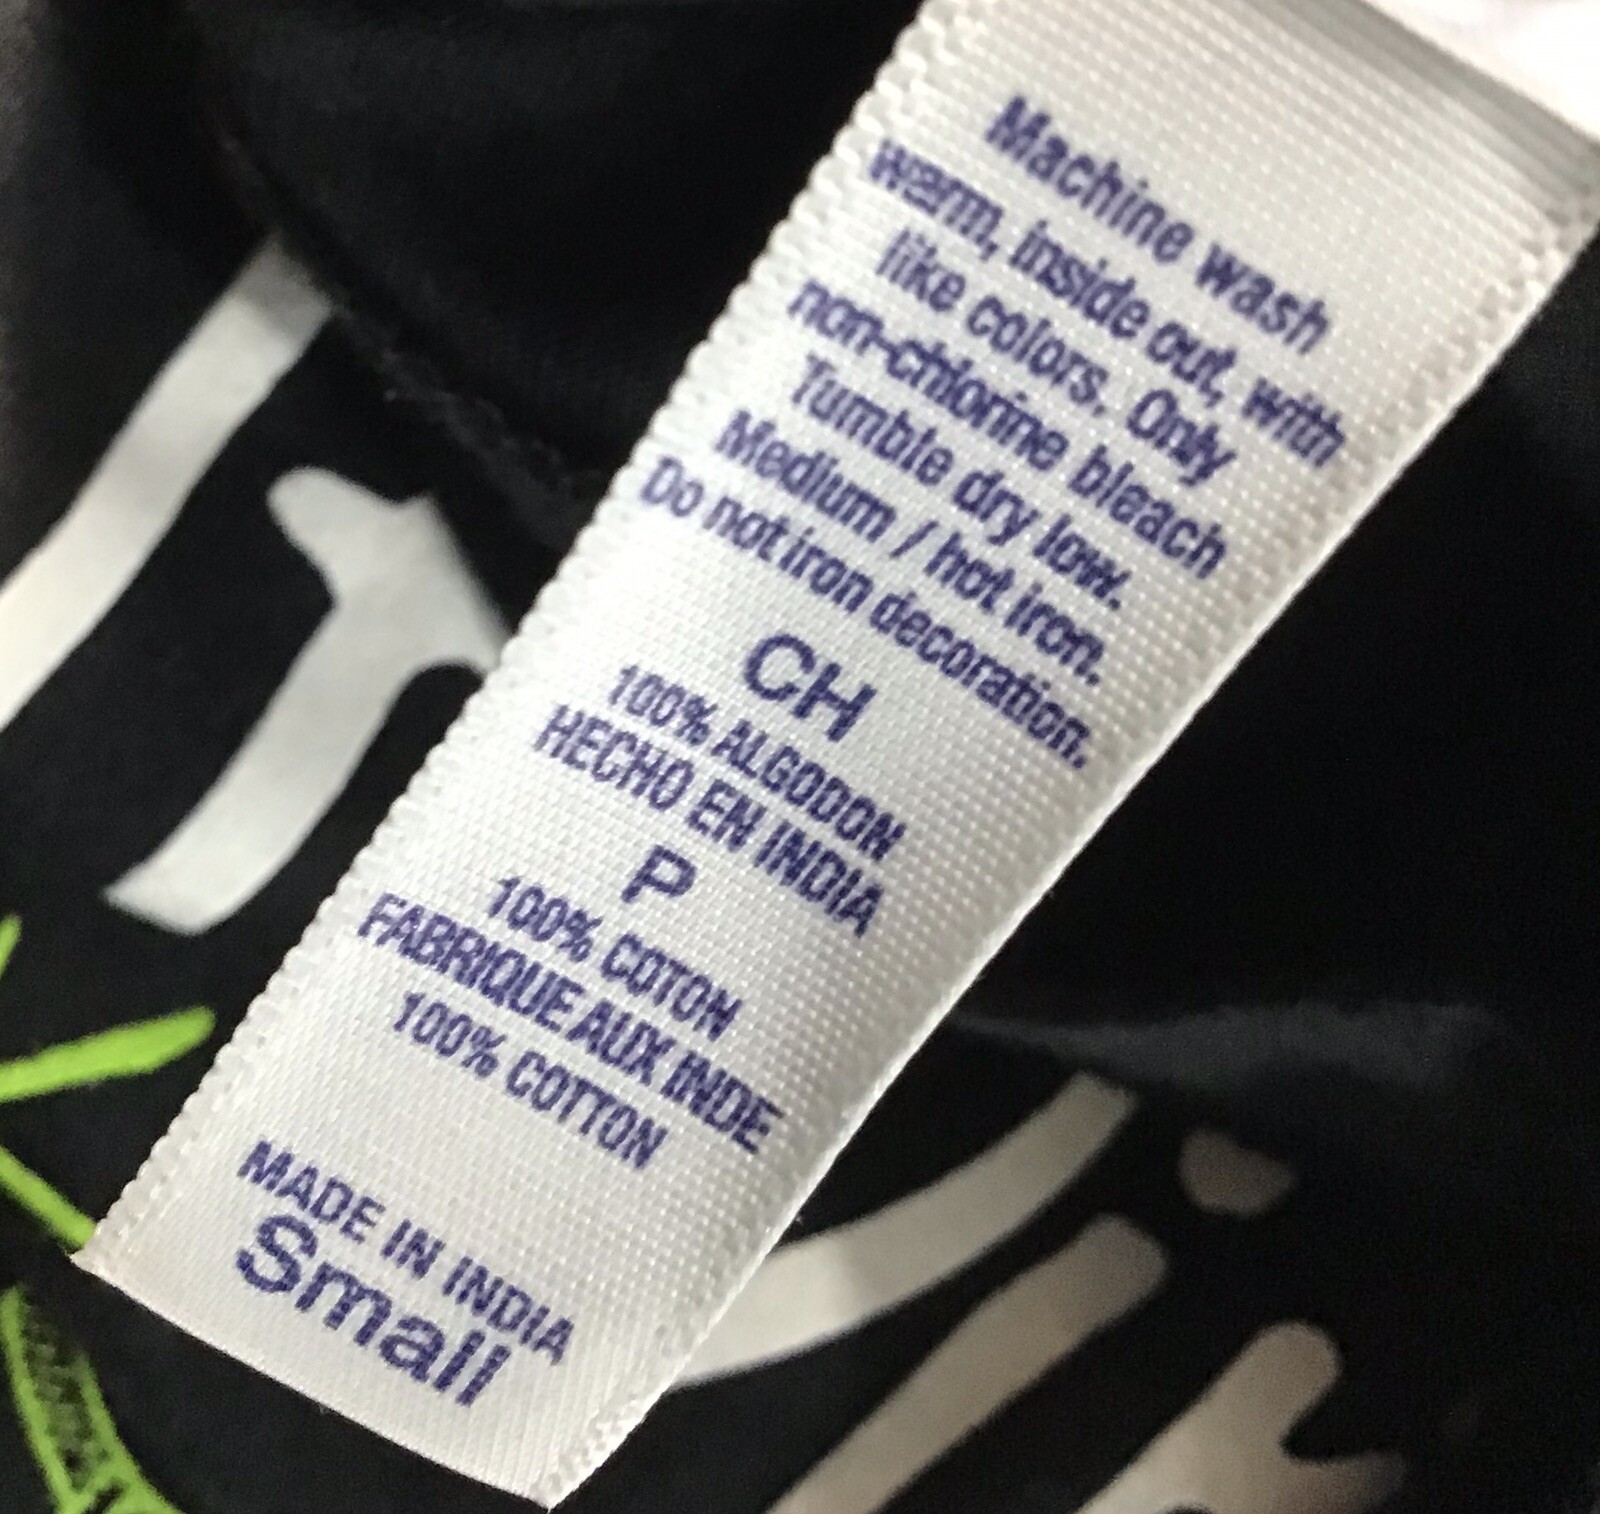 Machine wash
warm, inside out, with
like colors. Only
non-chlorine bleach
Tumble dry low.
Medium / hot iron.
Do not iron decoration.
CH
100% ALGODON
HECHO EN INDIA
P
100% COTON
FABRIQUE AUX INDE
100% COTTON
MADE IN INDIA
Small